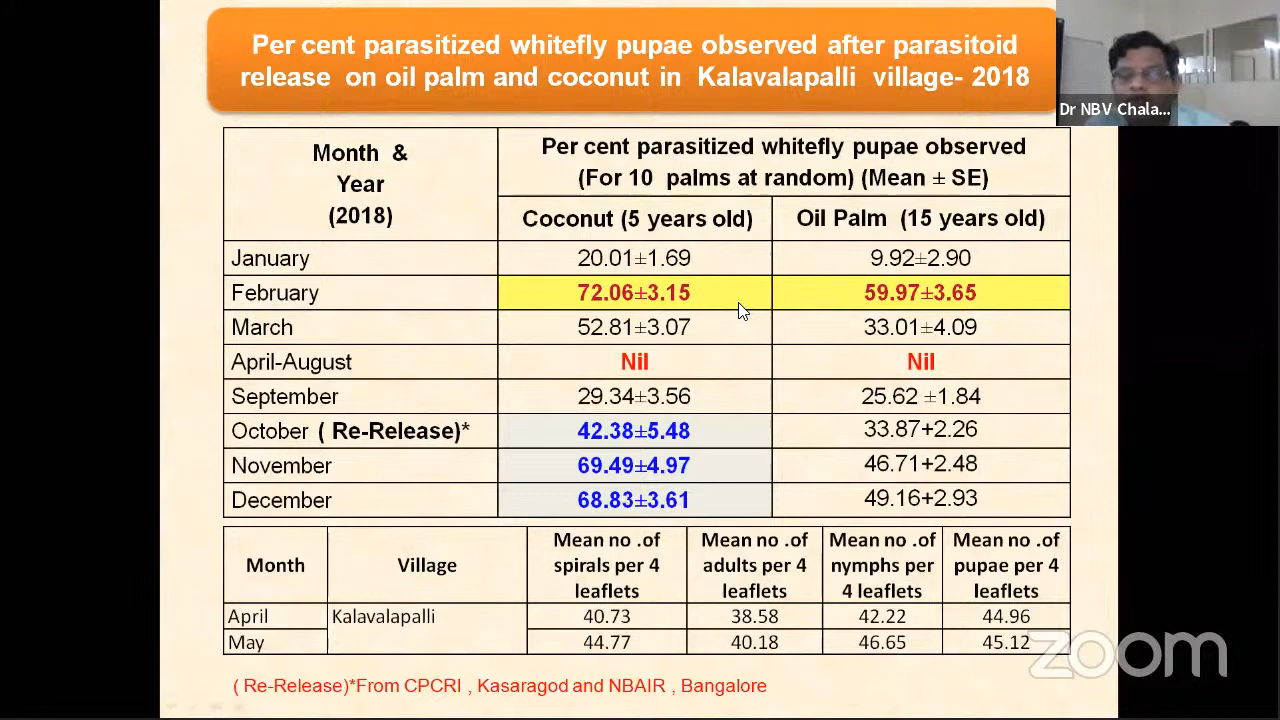 Per cent parasitized whitefly pupae observed after parasitoid
release on oil palm and coconut in Kalavalapalli village- 2018
Dr NBV Chala...
Month &
Year
(2018)
Per cent parasitized whitefly pupae observed
(For 10 palms at random) (Mean ± SE)
Coconut (5 years old)
Oil Palm (15 years old)
January 20.01±1.69 9.92±2.90
February 72.06±3.15 59.97±3.65
March 52.81±3.07 33.01±4.09
April-August Nil Nil
September 29.34±3.56 25.62 ±1.84
October ( Re-Release)* 42.38±5.48 33.87+2.26
November 69.49±4.97 46.71+2.48
December 68.83±3.61 49.16+2.93
Month
Village
Mean no .of
spirals per 4
leaflets
Mean no .of
adults per 4
leaflets
Mean no .of
nymphs per
4 leaflets
Mean no .of
pupae per 4
leaflets
April Kalavalapalli 40.73 38.58 42.22 44.96
May 44.77 40.18 46.65 45.12
zoom
( Re-Release)*From CPCRI , Kasaragod and NBAIR , Bangalore